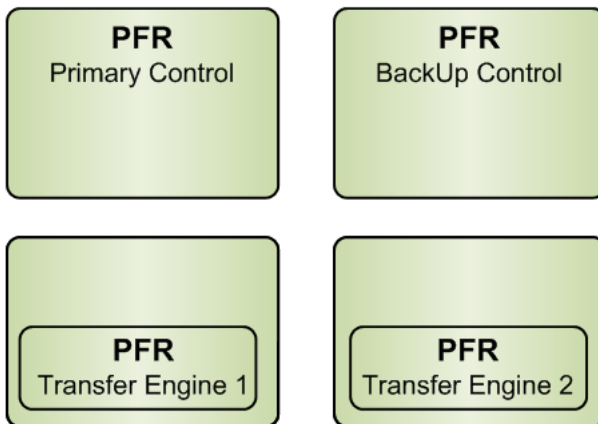 PFR
Primary Control
PFR
BackUp Control
PFR
Transfer Engine 1
PFR
Transfer Engine 2